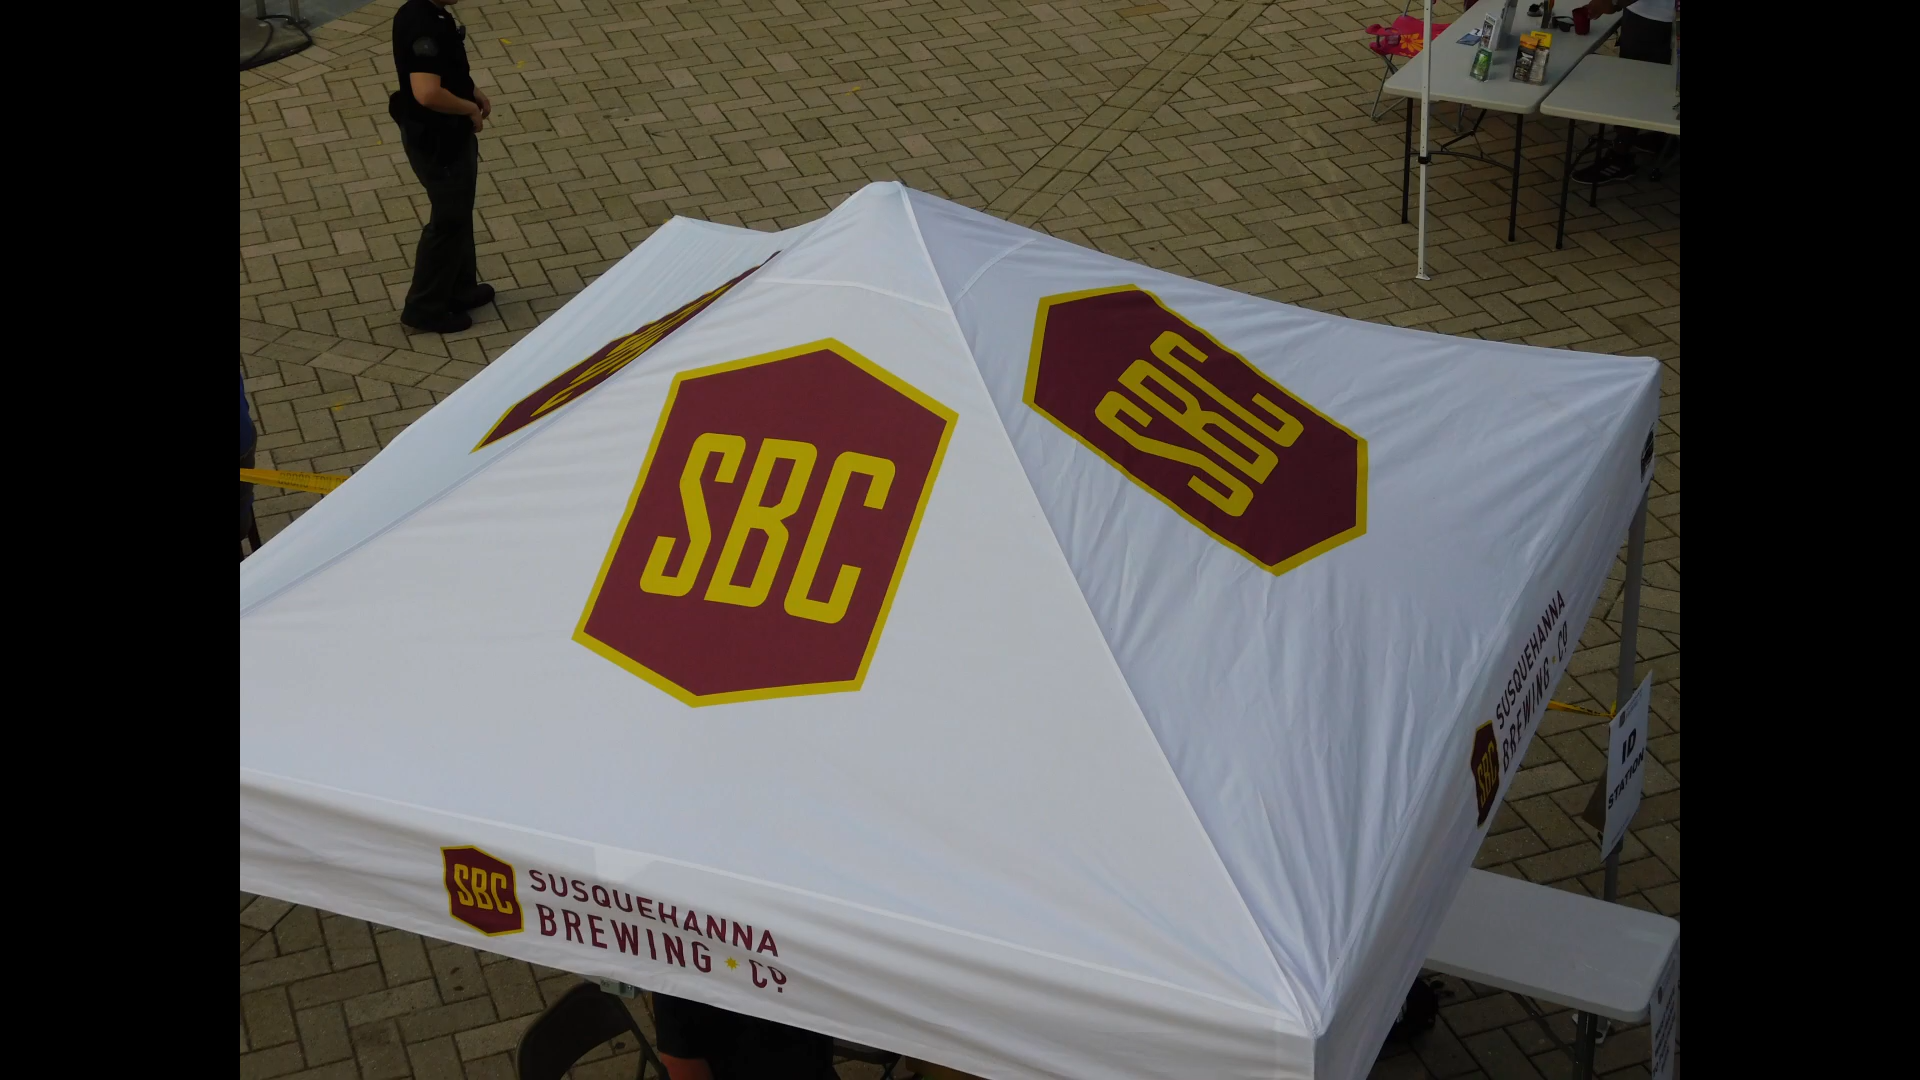 SBC
SBC
SBC
SUSQUEHANNA
BREWING * Co
SBC
SUSQUEHANNA
BREWING Co
ID
STATION